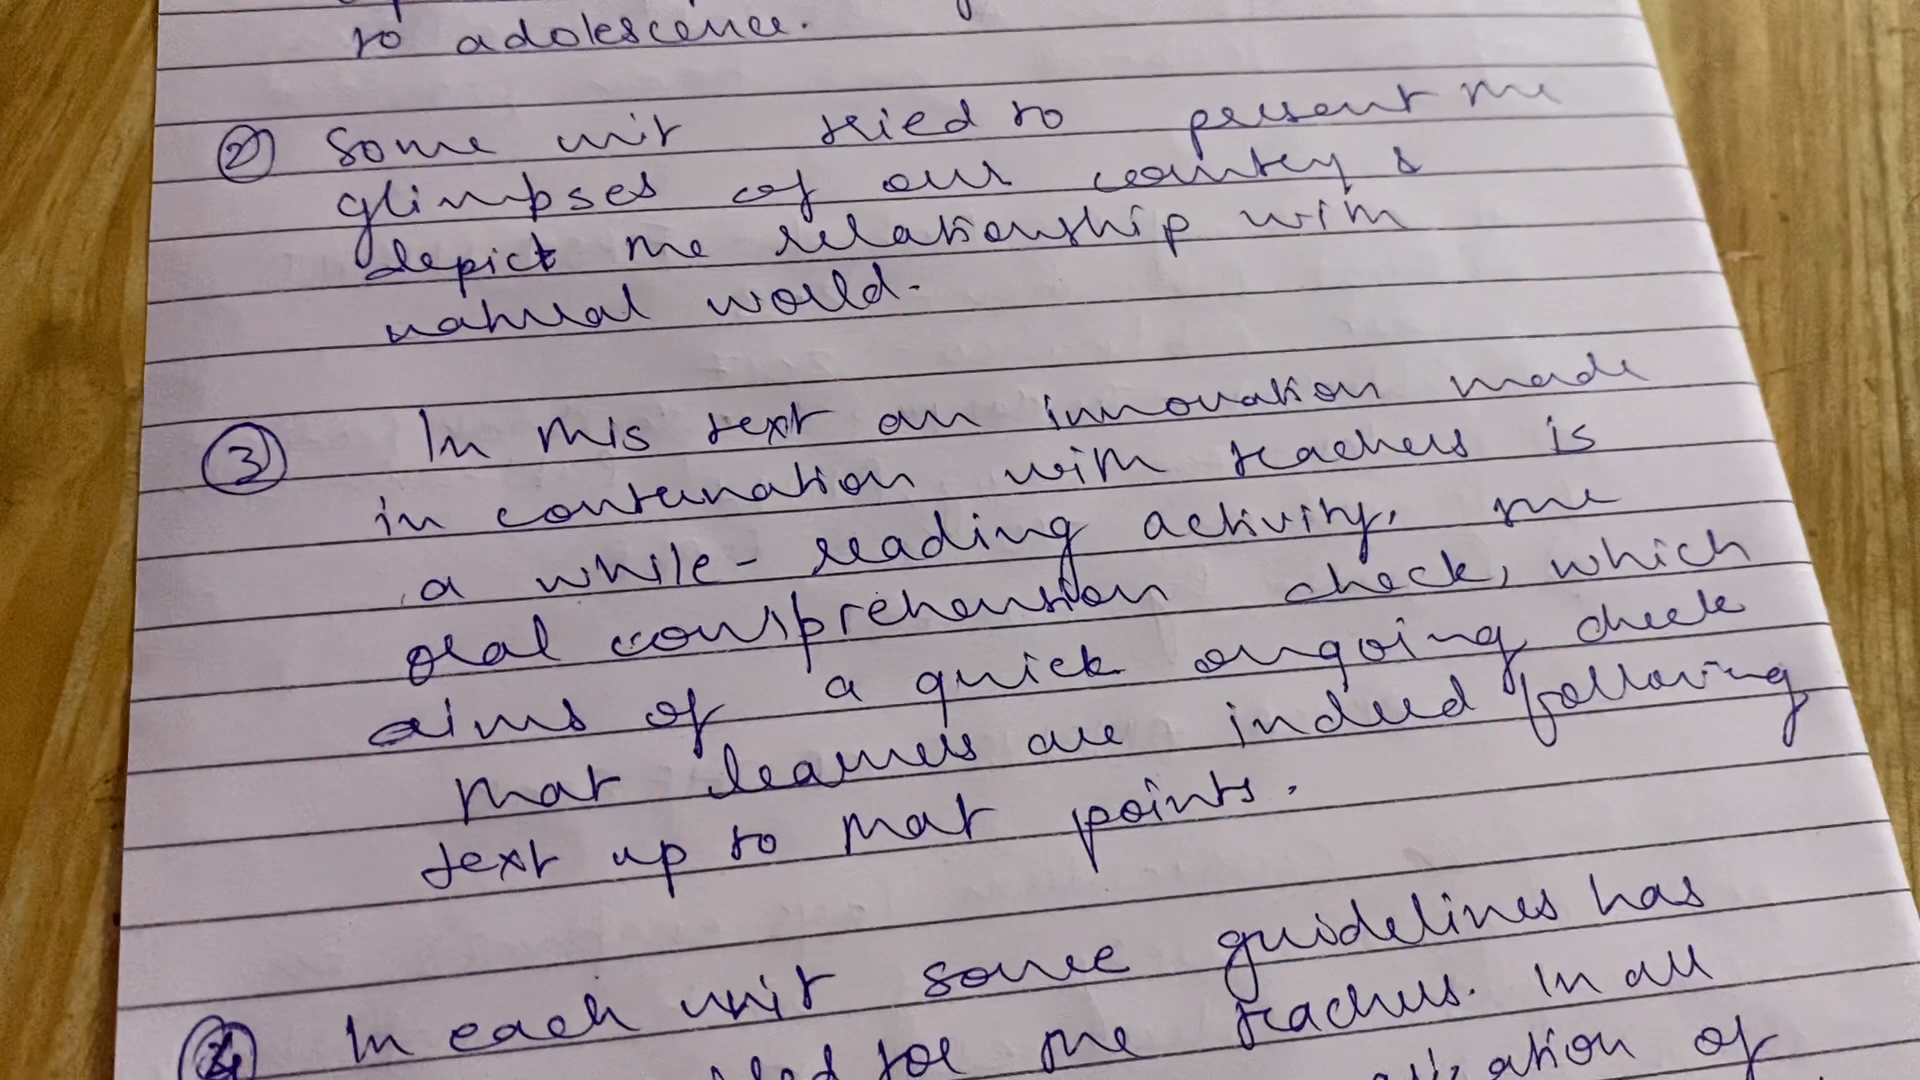 to adolescence.
② Some unit tried to present the
glimpses of our country &
depict the relationship with
natural world.
③ In this text an innovation made
in contenation with teachers is
a while-reading activity, the
oral comprehension check, which
aims of a quick ongoing check
that learners are indeed following
text up to that points.
④ In each unit some guidelines has
for the teachers. In all
of